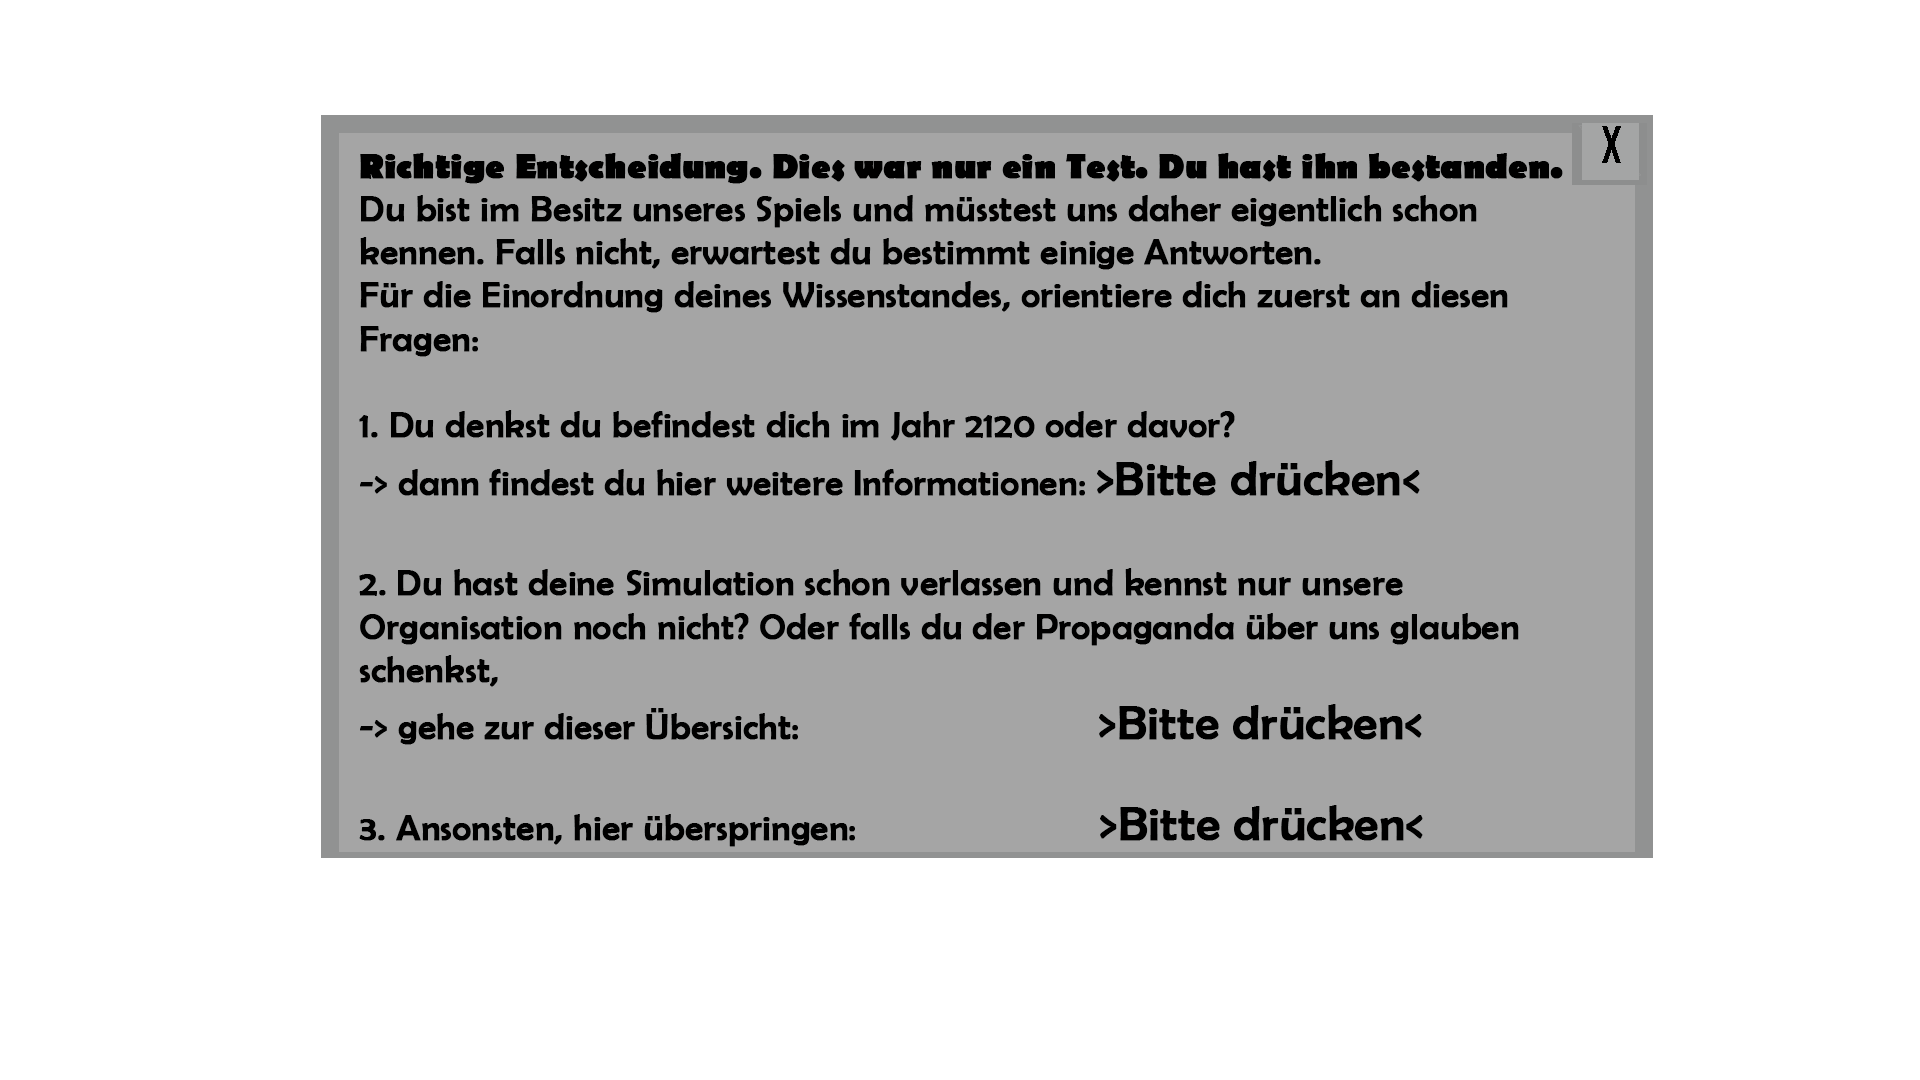 X
Richtige Entscheidung. Dies war nur ein Test. Du hast ihn bestanden.
Du bist im Besitz unseres Spiels und müsstest uns daher eigentlich schon
kennen. Falls nicht, erwartest du bestimmt einige Antworten.
Für die Einordnung deines Wissenstandes, orientiere dich zuerst an diesen
Fragen:
1. Du denkst du befindest dich im Jahr 2120 oder davor?
-> dann findest du hier weitere Informationen: >Bitte drücken<
2. Du hast deine Simulation schon verlassen und kennst nur unsere
Organisation noch nicht? Oder falls du der Propaganda über uns glauben
schenkst,
-> gehe zur dieser Übersicht: >Bitte drücken<
3. Ansonsten, hier überspringen: >Bitte drücken<